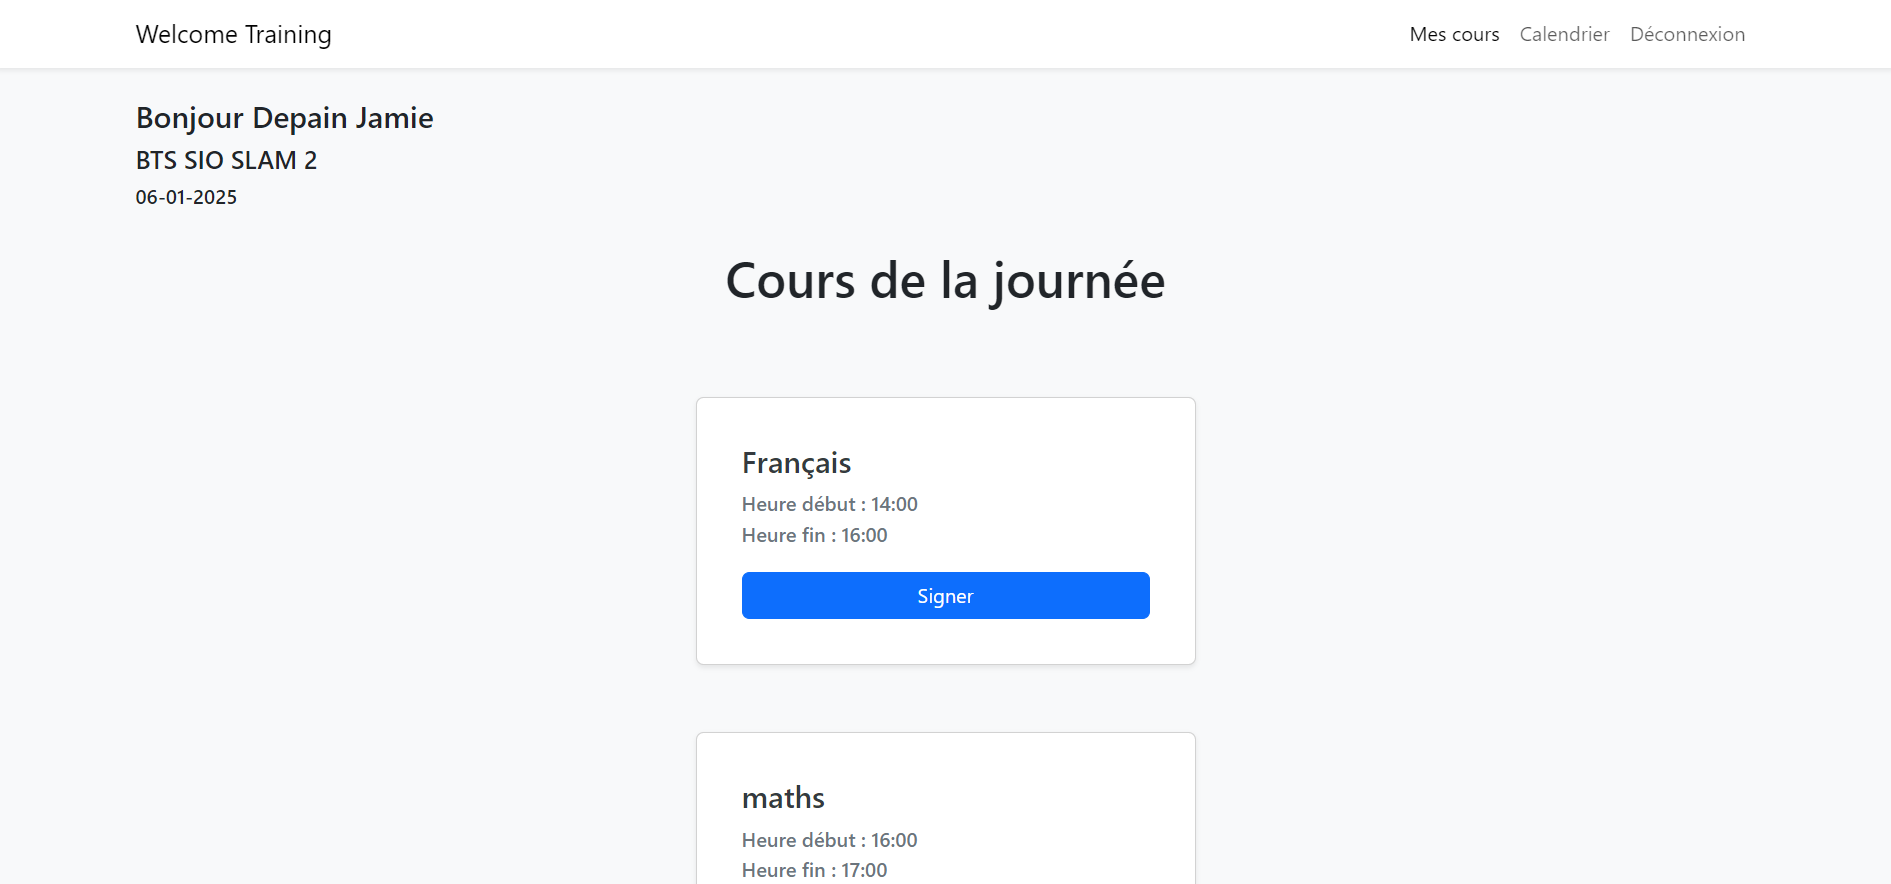 Welcome Training
Mes cours Calendrier Déconnexion
Bonjour Depain Jamie
BTS SIO SLAM 2
06-01-2025
Cours de la journée
Français
Heure début : 14:00
Heure fin : 16:00
Signer
maths
Heure début : 16:00
Heure fin : 17:00